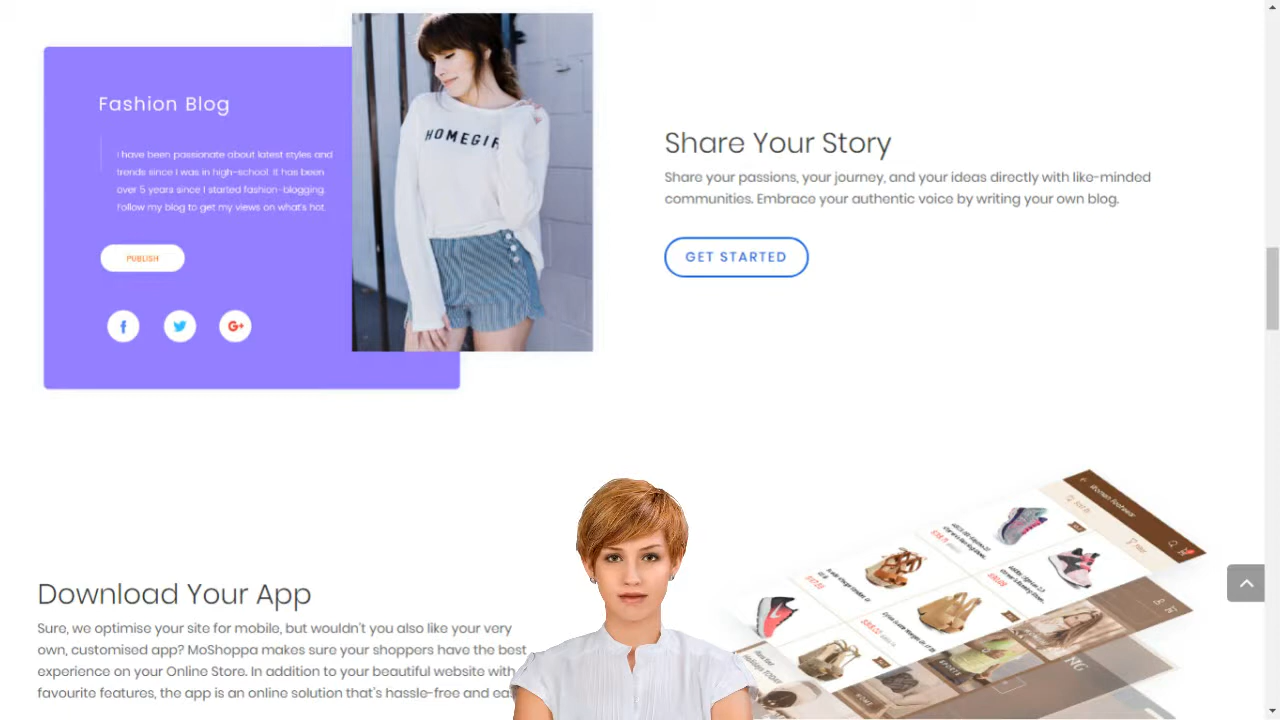 Fashion Blog
I have been passionate about latest styles and
trends since I was in high-school. It has been
over 5 years since I started fashion-blogging.
Follow my blog to get my views on what's hot.
PUBLISH
HOMEGIR
Share Your Story
Share your passions, your journey, and your ideas directly with like-minded
communities. Embrace your authentic voice by writing your own blog.
GET STARTED
Download Your App
Sure, we optimise your site for mobile, but wouldn't you also like your very
own, customised app? MoShoppa makes sure your shoppers have the best
experience on your Online Store. In addition to your beautiful website with
favourite features, the app is an online solution that's hassle-free and
Women Footwear